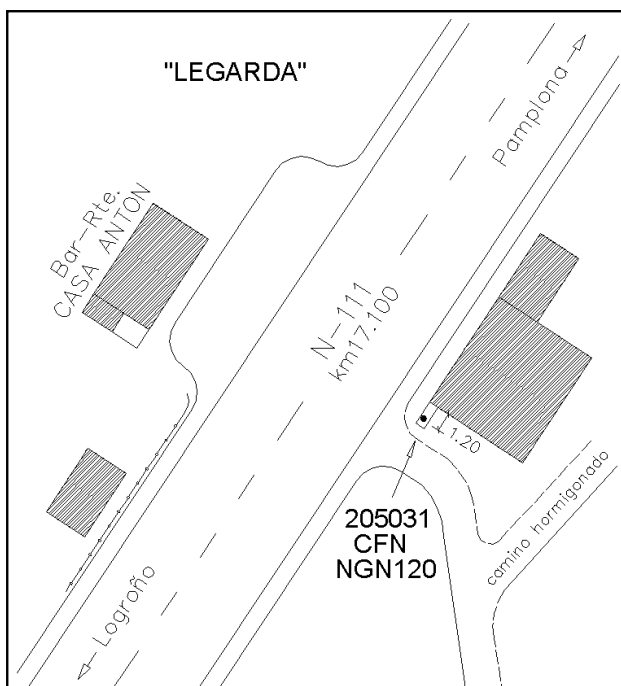 "LEGARDA"
Pamplona
Bar-Rte.
CASA ANTON
N-111
km17.100
1.20
205031
CFN
NGN120
camino hormigonado
Logroño